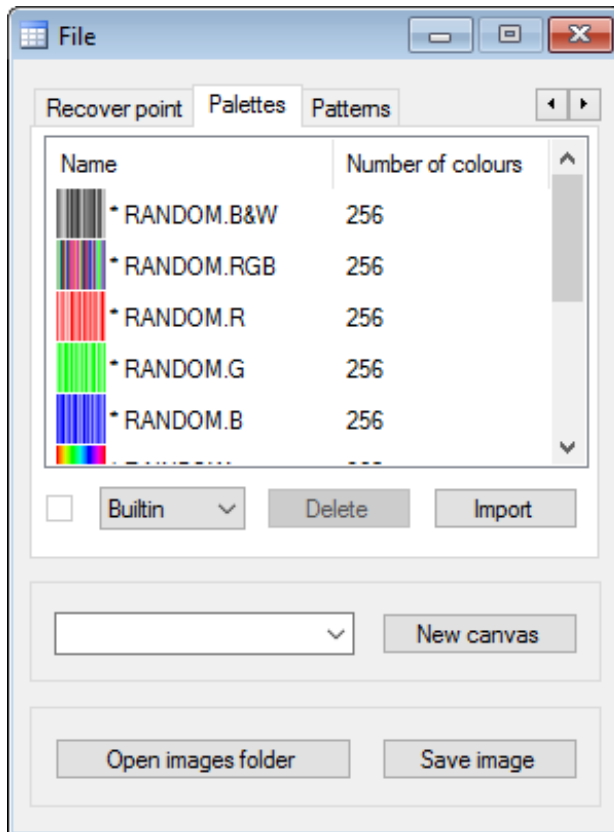 File
Recover point Palettes Patterns
Name Number of colours
* RANDOM.B&W 256
* RANDOM.RGB 256
* RANDOM.R 256
* RANDOM.G 256
* RANDOM.B 256
Builtin Delete Import
New canvas
Open images folder Save image